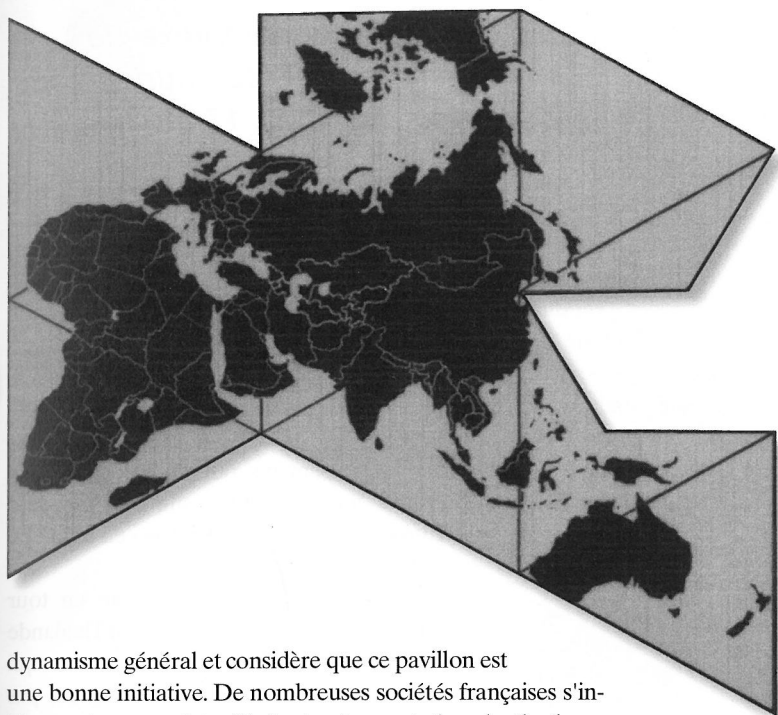 dynamisme général et considère que ce pavillon est
une bonne initiative. De nombreuses sociétés françaises s'in-